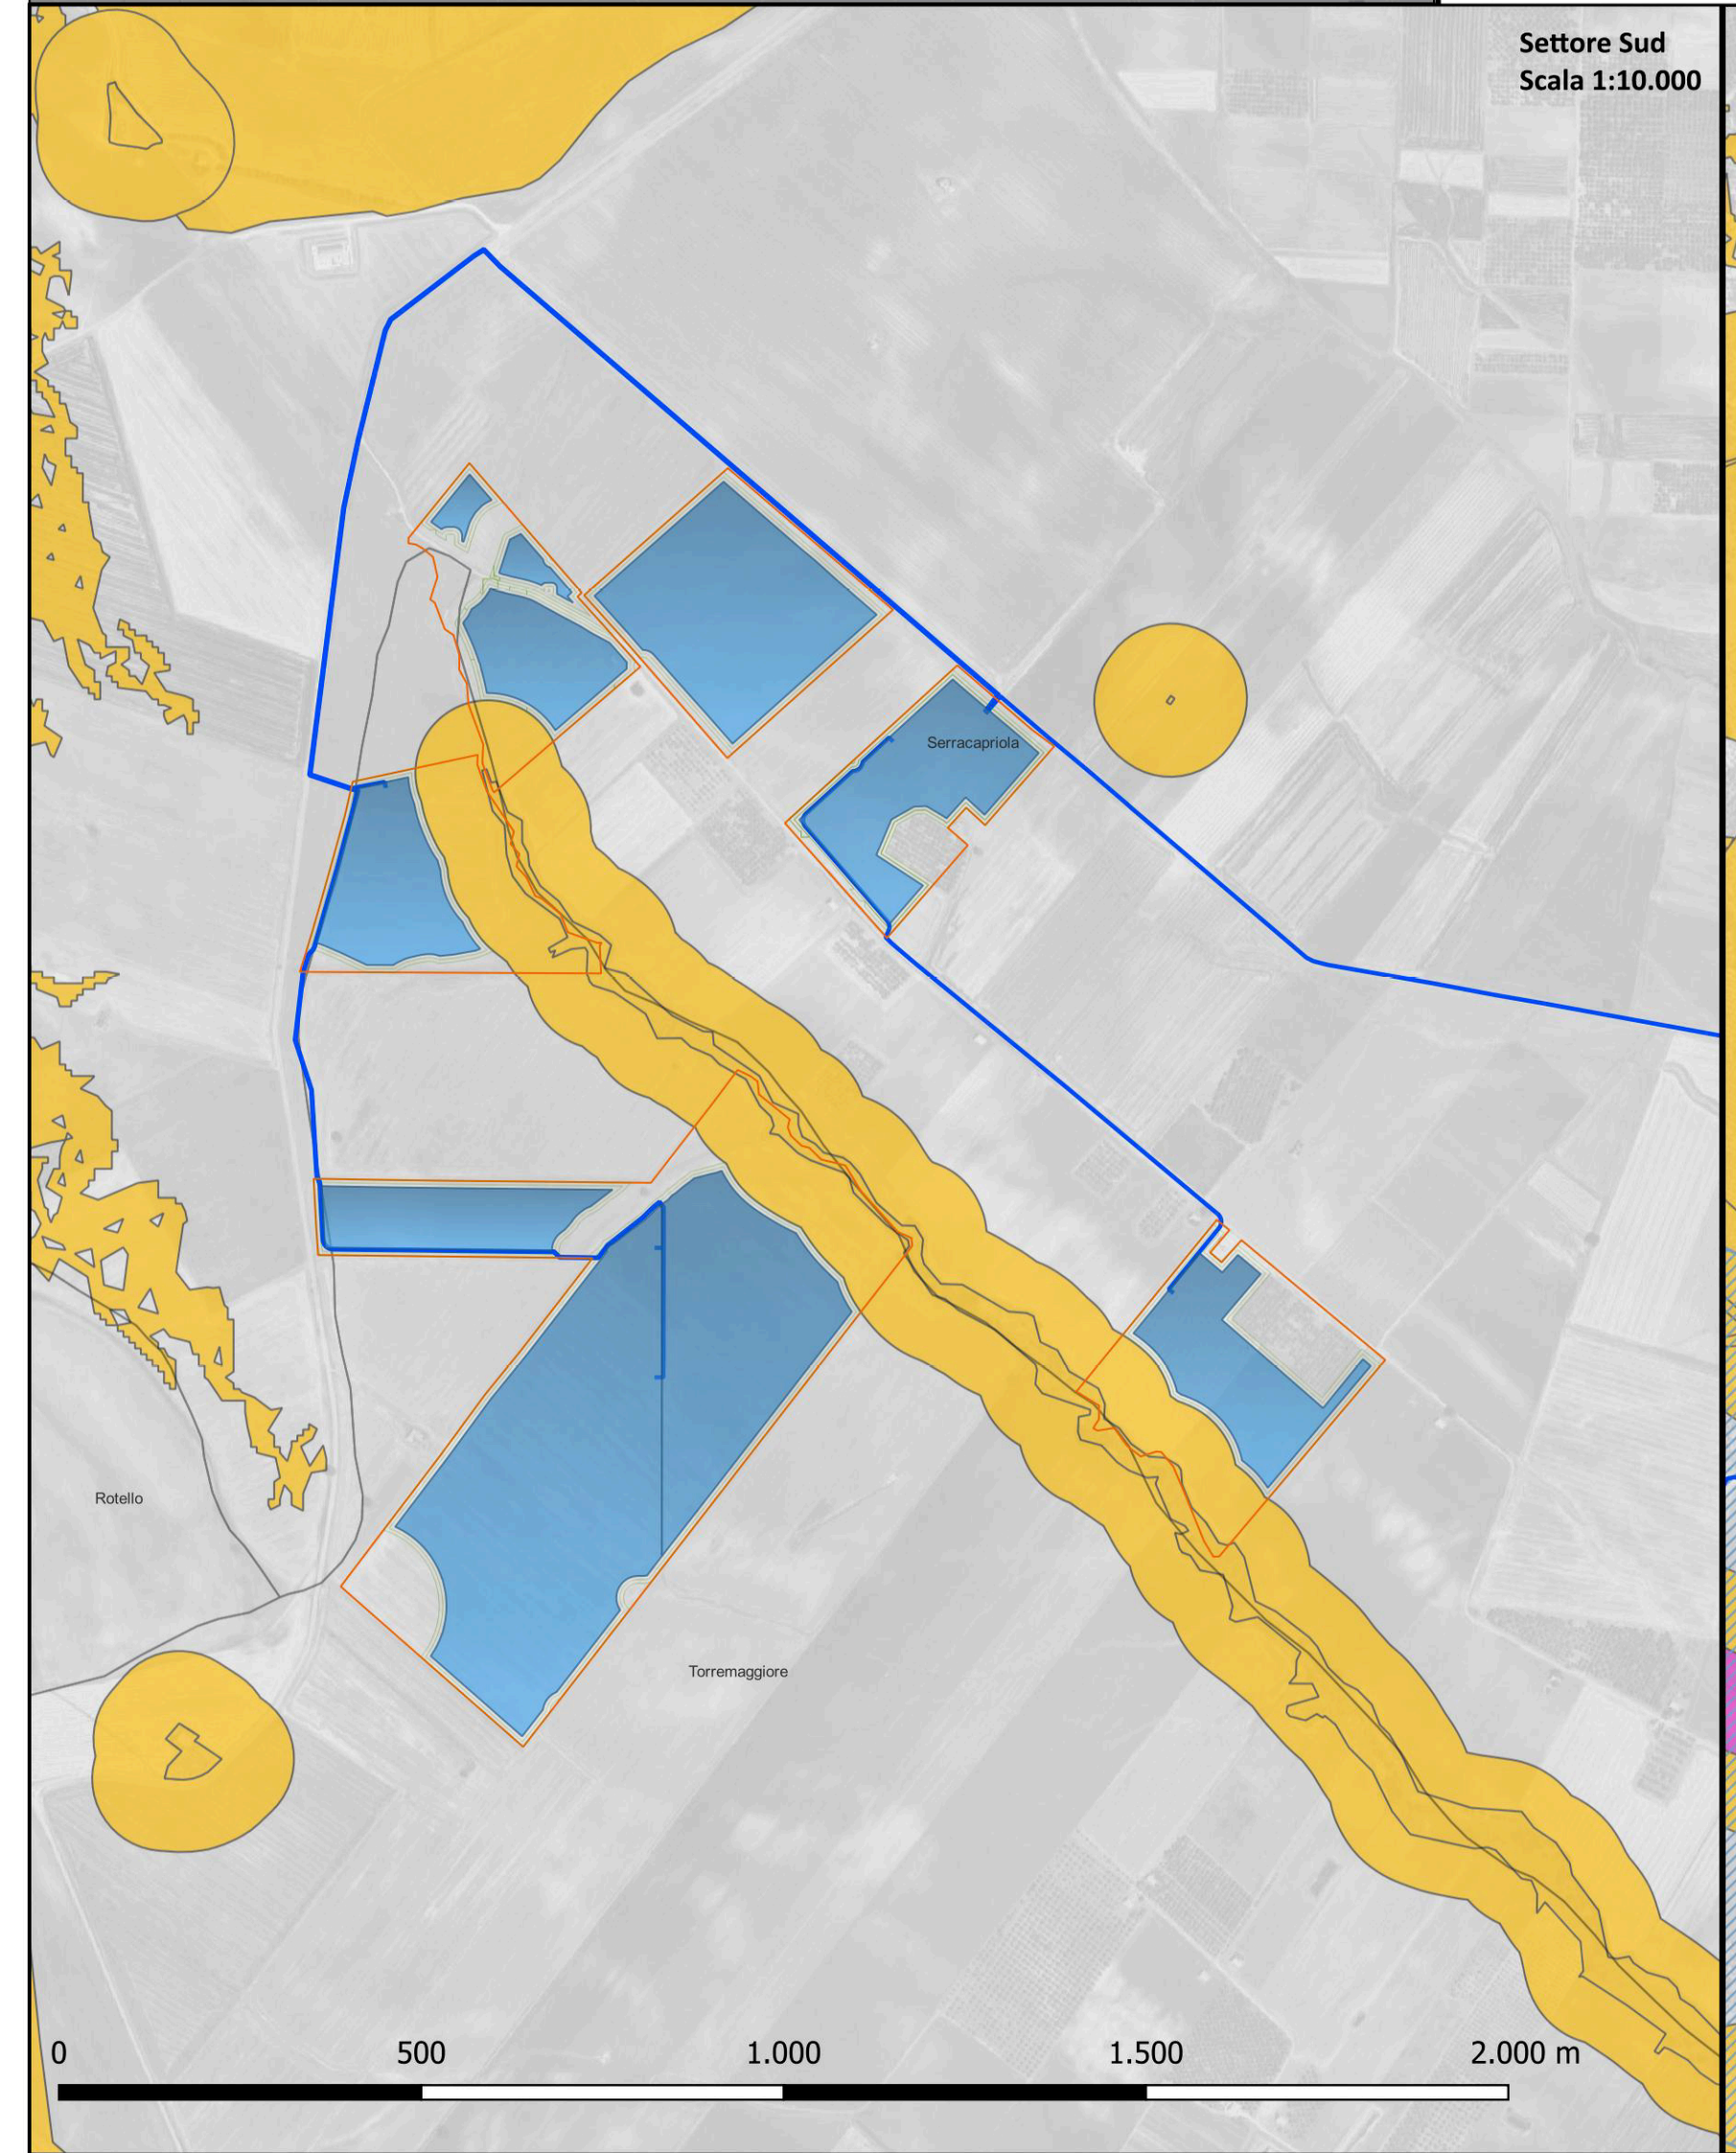 Settore Sud
Scala 1:10.000
Serracapriola
Rotello
Torremaggiore
0 500 1.000 1.500 2.000 m